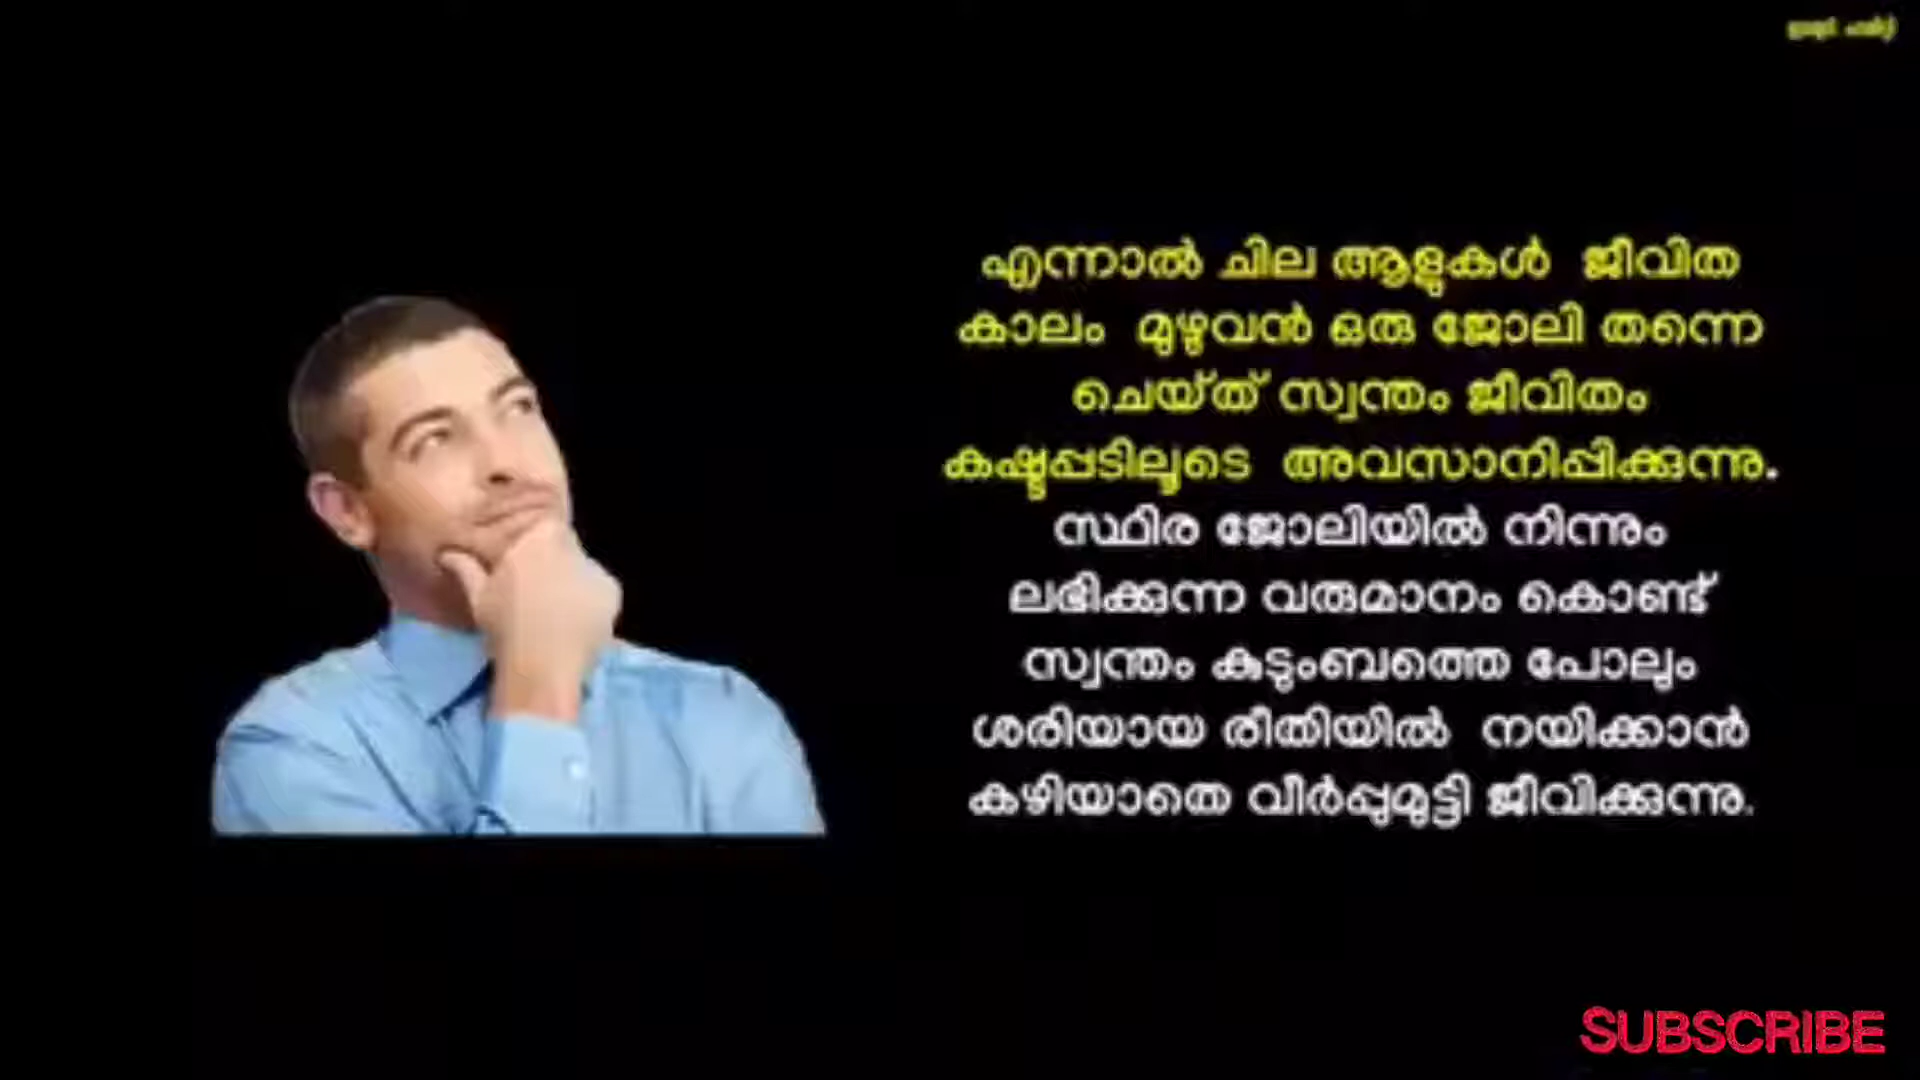 എന്നാൽ ചില ആളുകൾ ജീവിത
കാലം മുഴുവൻ ഒരു ജോലി തന്നെ
ചെയ്ത് സ്വന്തം ജീവിതം
കഷ്ടപ്പടിലൂടെ അവസാനിപ്പിക്കുന്നു.
സ്ഥിര ജോലിയിൽ നിന്നും
ലഭിക്കുന്ന വരുമാനം കൊണ്ട്
സ്വന്തം കുടുംബത്തെ പോലും
ശരിയായ രീതിയിൽ നയിക്കാൻ
കഴിയാതെ വീർപ്പുമുട്ടി ജീവിക്കുന്നു.
SUBSCRIBE